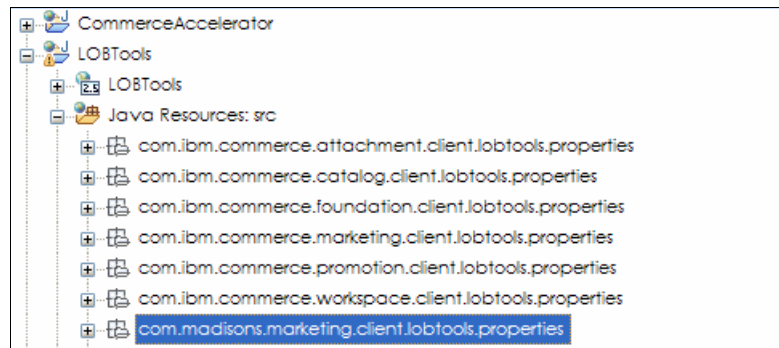 CommerceAccelerator
LOBTools
2.5 LOBTools
Java Resources: src
com.ibm.commerce.attachment.client.lobtools.properties
com.ibm.commerce.catalog.client.lobtools.properties
com.ibm.commerce.foundation.client.lobtools.properties
com.ibm.commerce.marketing.client.lobtools.properties
com.ibm.commerce.promotion.client.lobtools.properties
com.ibm.commerce.workspace.client.lobtools.properties
com.madisons.marketing.client.lobtools.properties